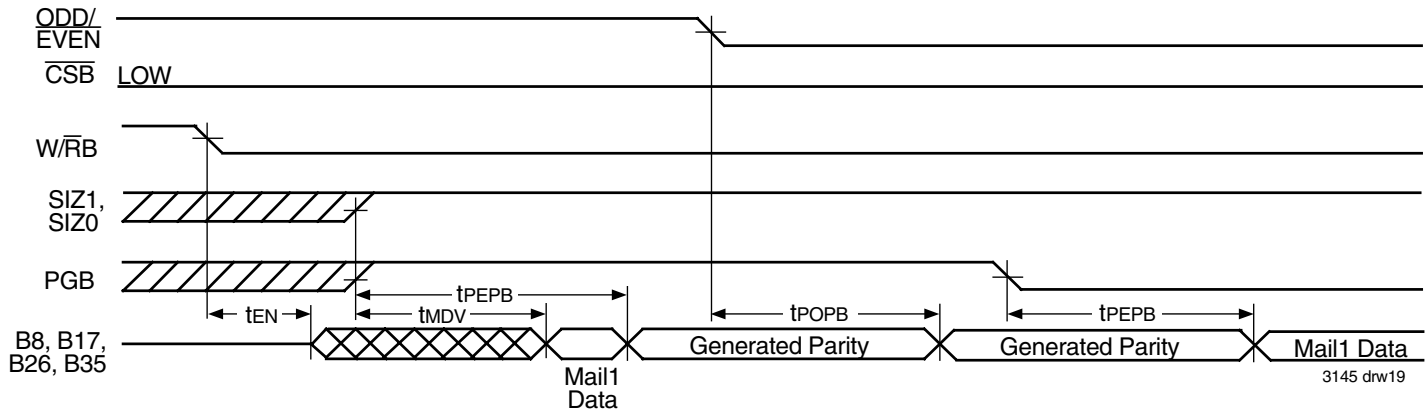 ODD/
EVEN
CSB LOW
W/RB
SIZ1,
SIZ0
PGB
tPEPB
tEN tMDV tPOPB tPEPB
B8, B17,
B26, B35
Generated Parity Generated Parity Mail1 Data
Mail1
Data
3145 drw19